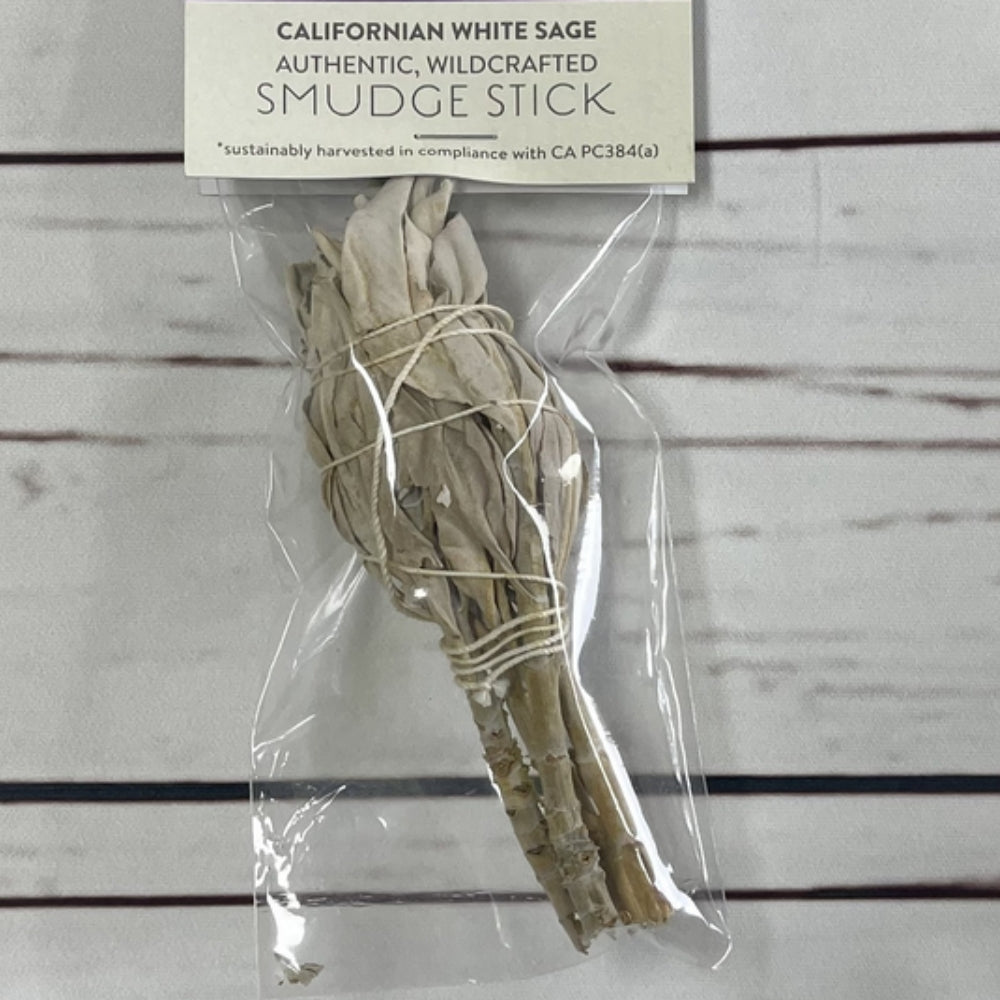 CALIFORNIAN WHITE SAGE
AUTHENTIC, WILDCRAFTED
SMUDGE STICK
*sustainably harvested in compliance with CA PC384(a)